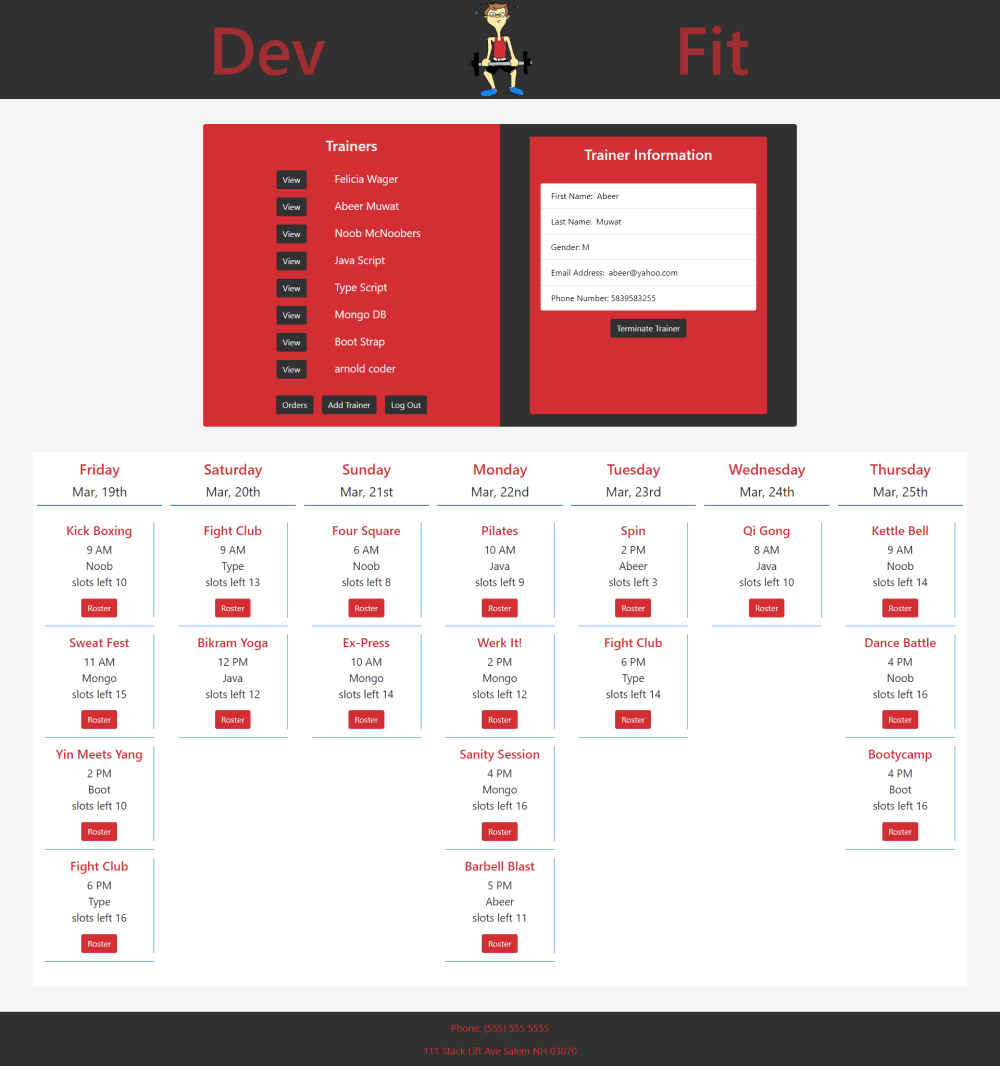 Dev Fit
Trainers
View Felicia Wager
View Abeer Muwat
View Noob McNoobers
View Java Script
View Type Script
View Mongo DB
View Boot Strap
View arnold coder
Orders Add Trainer Log Out
Trainer Information
First Name: Abeer
Last Name: Muwat
Gender: M
Email Address: abeer@yahoo.com
Phone Number: 5839583255
Terminate Trainer
Friday
Mar, 19th
Kick Boxing
9 AM
Noob
slots left 10
Roster
Sweat Fest
11 AM
Mongo
slots left 15
Roster
Yin Meets Yang
2 PM
Boot
slots left 10
Roster
Fight Club
6 PM
Type
slots left 16
Roster
Saturday
Mar, 20th
Fight Club
9 AM
Type
slots left 13
Roster
Bikram Yoga
12 PM
Java
slots left 12
Roster
Sunday
Mar, 21st
Four Square
6 AM
Noob
slots left 8
Roster
Ex-Press
10 AM
Mongo
slots left 14
Roster
Monday
Mar, 22nd
Pilates
10 AM
Java
slots left 9
Roster
Werk It!
2 PM
Mongo
slots left 12
Roster
Sanity Session
4 PM
Mongo
slots left 16
Roster
Barbell Blast
5 PM
Abeer
slots left 11
Roster
Tuesday
Mar, 23rd
Spin
2 PM
Abeer
slots left 3
Roster
Fight Club
6 PM
Type
slots left 14
Roster
Wednesday
Mar, 24th
Qi Gong
8 AM
Java
slots left 10
Roster
Thursday
Mar, 25th
Kettle Bell
9 AM
Noob
slots left 14
Roster
Dance Battle
4 PM
Noob
slots left 16
Roster
Bootycamp
4 PM
Boot
slots left 16
Roster
Phone: (555) 555 5555
111 Stack Lift Ave Salem NH 03070